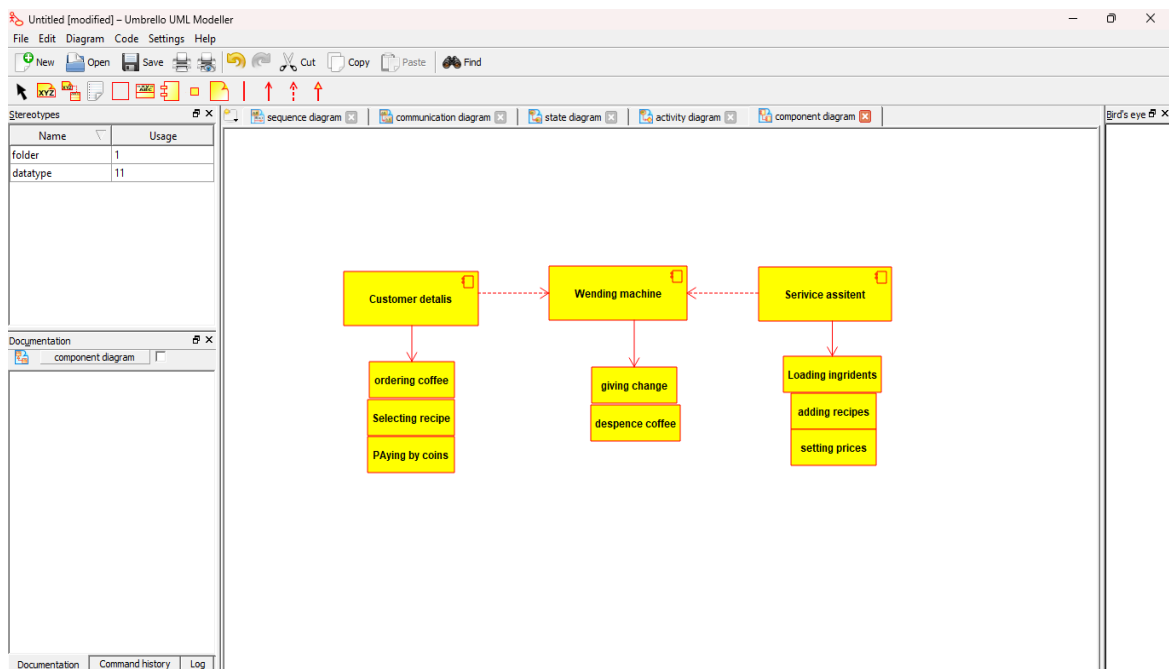 Untitled [modified] – Umbrello UML Modeller
File Edit Diagram Code Settings Help
New Open Save Cut Copy Paste Find
XYZ
Stereotypes
Name Usage
folder 1
datatype 11
sequence diagram communication diagram state diagram activity diagram component diagram
Bird's eye
Customer detalis
Wending machine
Serivice assitent
ordering coffee
Selecting recipe
PAying by coins
giving change
despence coffee
Loading ingridents
adding recipes
setting prices
Documentation
component diagram
Documentation Command history Log